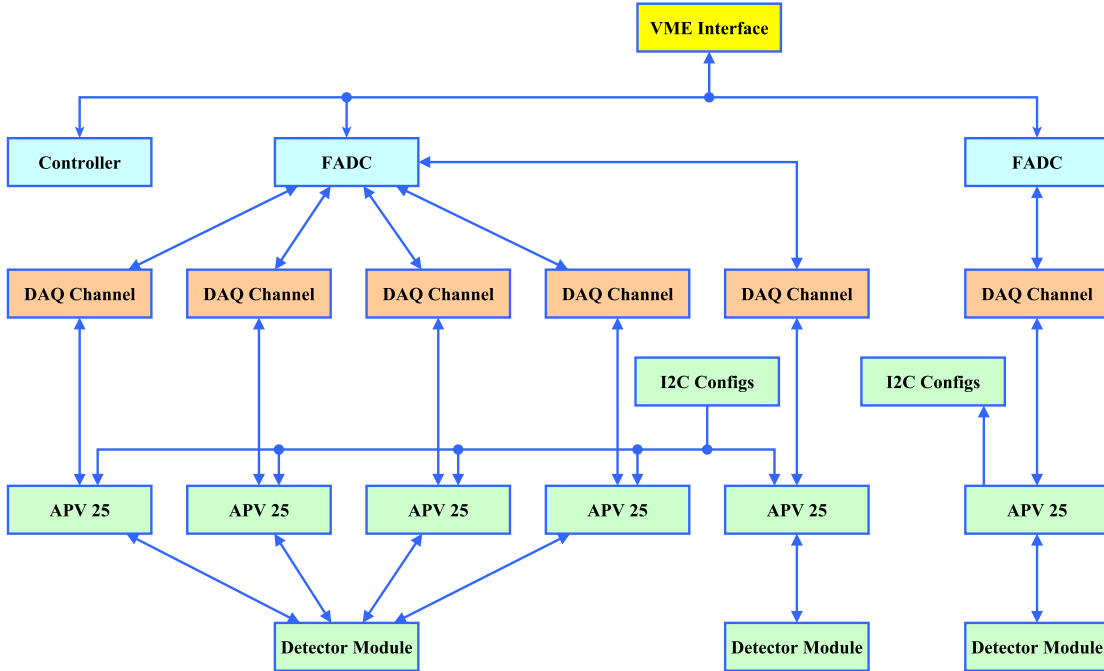 VME Interface
Controller
FADC
FADC
DAQ Channel
DAQ Channel
DAQ Channel
DAQ Channel
DAQ Channel
DAQ Channel
I2C Configs
I2C Configs
APV 25
APV 25
APV 25
APV 25
APV 25
APV 25
Detector Module
Detector Module
Detector Module